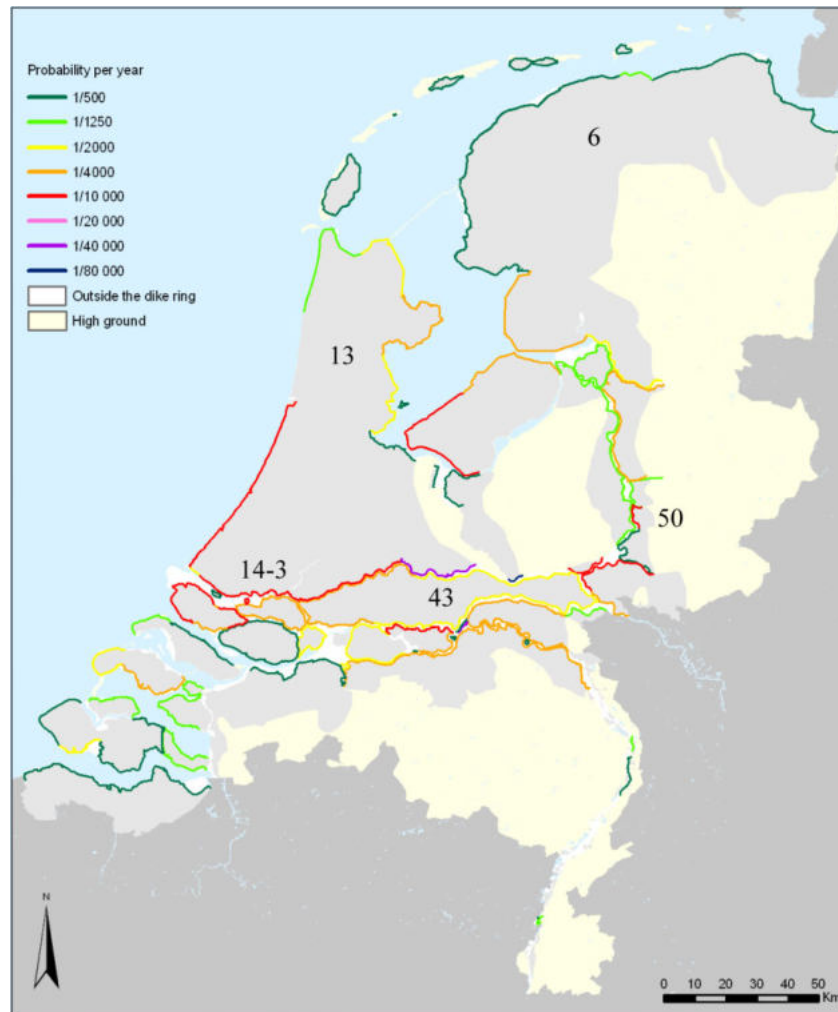 Probability per year
1/500
1/1250
1/2000
1/4000
1/10 000
1/20 000
1/40 000
1/80 000
Outside the dike ring
High ground
6
13
50
14-3
43
N
0 10 20 30 40 50
Km